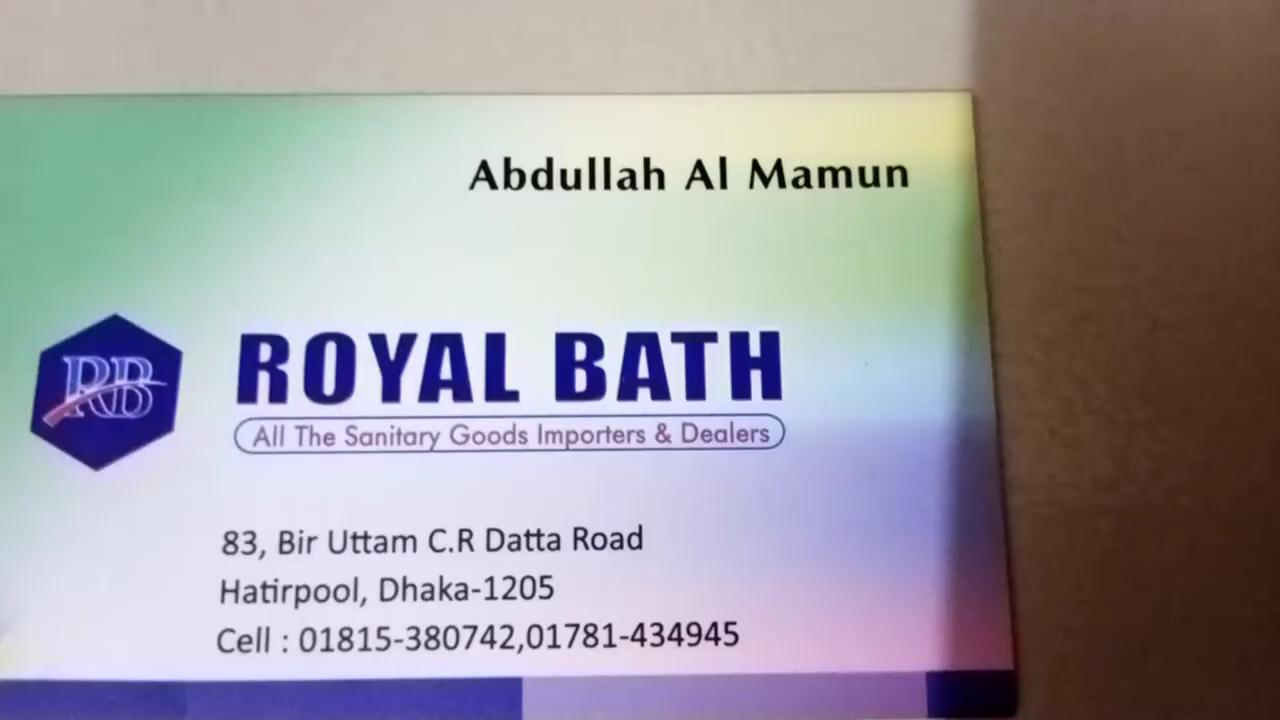 Abdullah Al Mamun
RB
ROYAL BATH
All The Sanitary Goods Importers & Dealers
83, Bir Uttam C.R Datta Road
Hatirpool, Dhaka-1205
Cell : 01815-380742,01781-434945